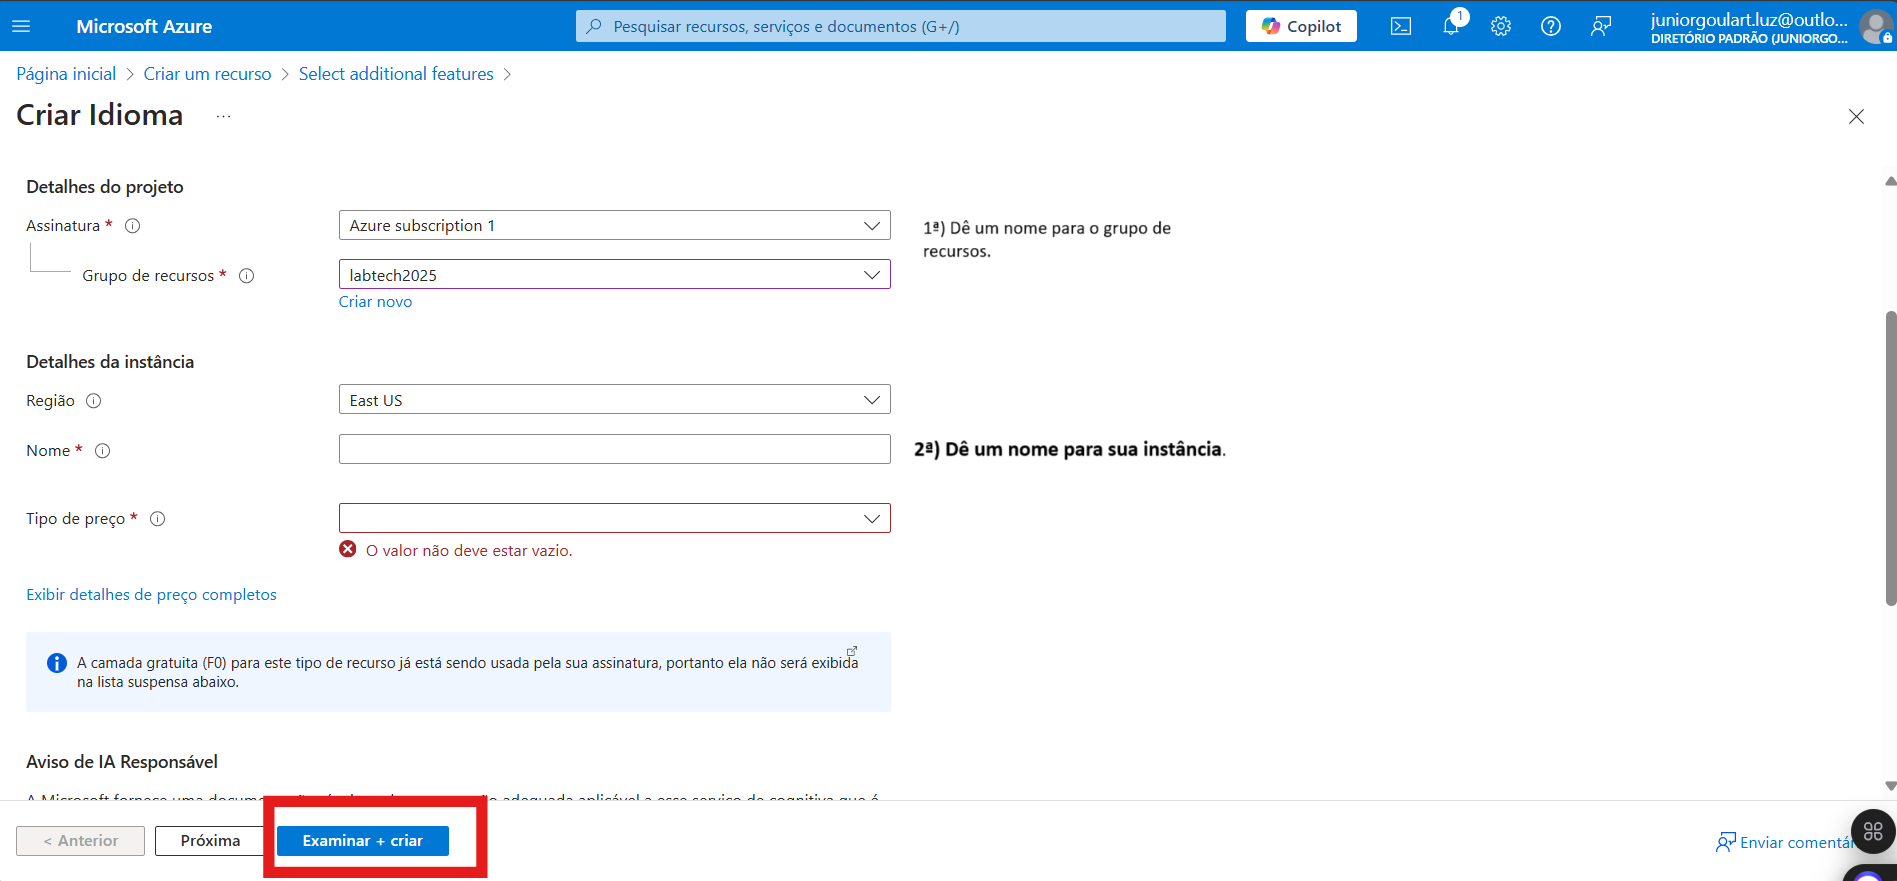 Microsoft Azure
Pesquisar recursos, serviços e documentos (G+/)
Copilot
1
juniorgoulart.luz@outlo...
DIRETÓRIO PADRÃO (JUNIORGO...
Página inicial > Criar um recurso > Select additional features >
Criar Idioma ...
Detalhes do projeto
Assinatura *
Azure subscription 1
1ª) Dê um nome para o grupo de
recursos.
Grupo de recursos *
labtech2025
Criar novo
Detalhes da instância
Região
East US
Nome *
2ª) Dê um nome para sua instância.
Tipo de preço *
O valor não deve estar vazio.
Exibir detalhes de preço completos
A camada gratuita (F0) para este tipo de recurso já está sendo usada pela sua assinatura, portanto ela não será exibida
na lista suspensa abaixo.
Aviso de IA Responsável
A Microsoft fornece uma docume adequada aplicável a esse serviço de cognitiva que é
< Anterior
Próxima
Examinar + criar
Enviar comentár